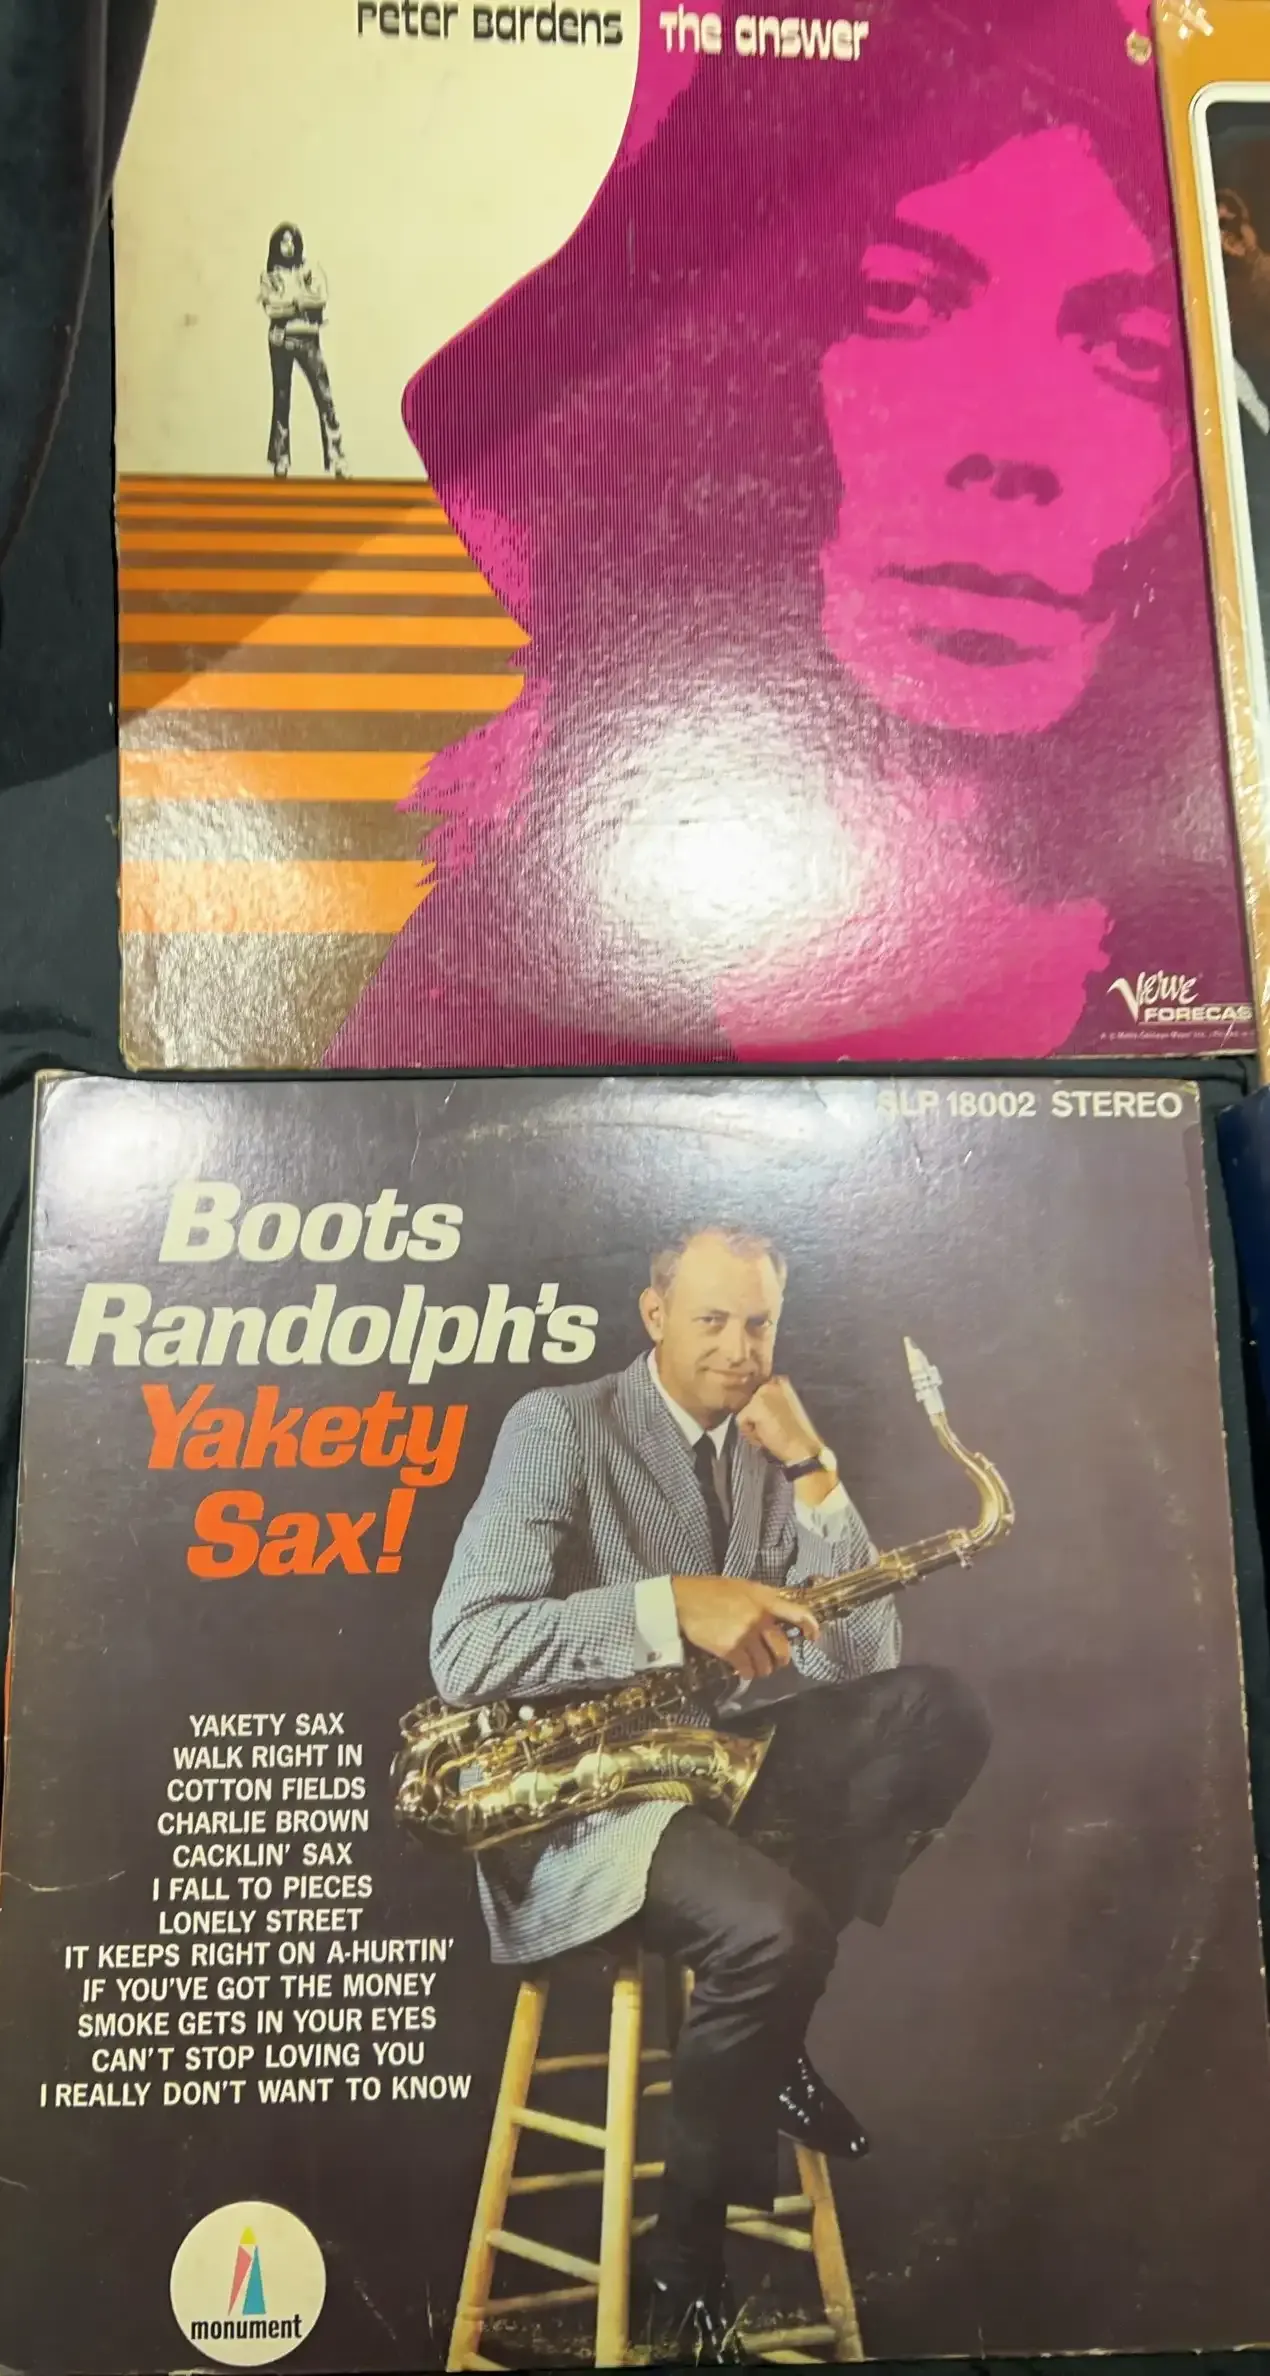 Peter Bardens The answer
Verve
FORECAS
SLP 18002 STEREO
Boots
Randolph's
Yakety
Sax!
YAKETY SAX
WALK RIGHT IN
COTTON FIELDS
CHARLIE BROWN
CACKLIN' SAX
I FALL TO PIECES
LONELY STREET
IT KEEPS RIGHT ON A-HURTIN'
IF YOU'VE GOT THE MONEY
SMOKE GETS IN YOUR EYES
CAN'T STOP LOVING YOU
I REALLY DON'T WANT TO KNOW
monument